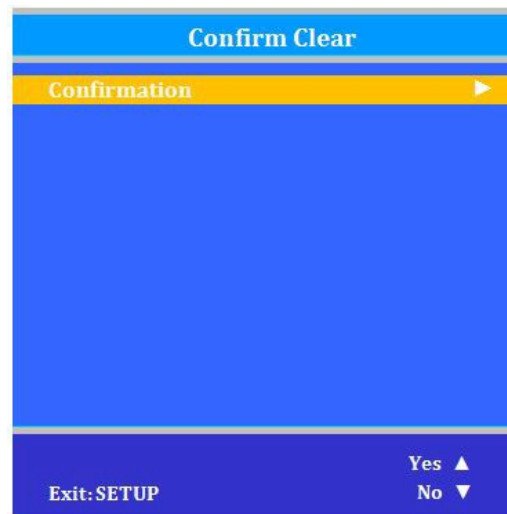 Confirm Clear
Confirmation ►
Yes ▲
Exit:SETUP No ▼